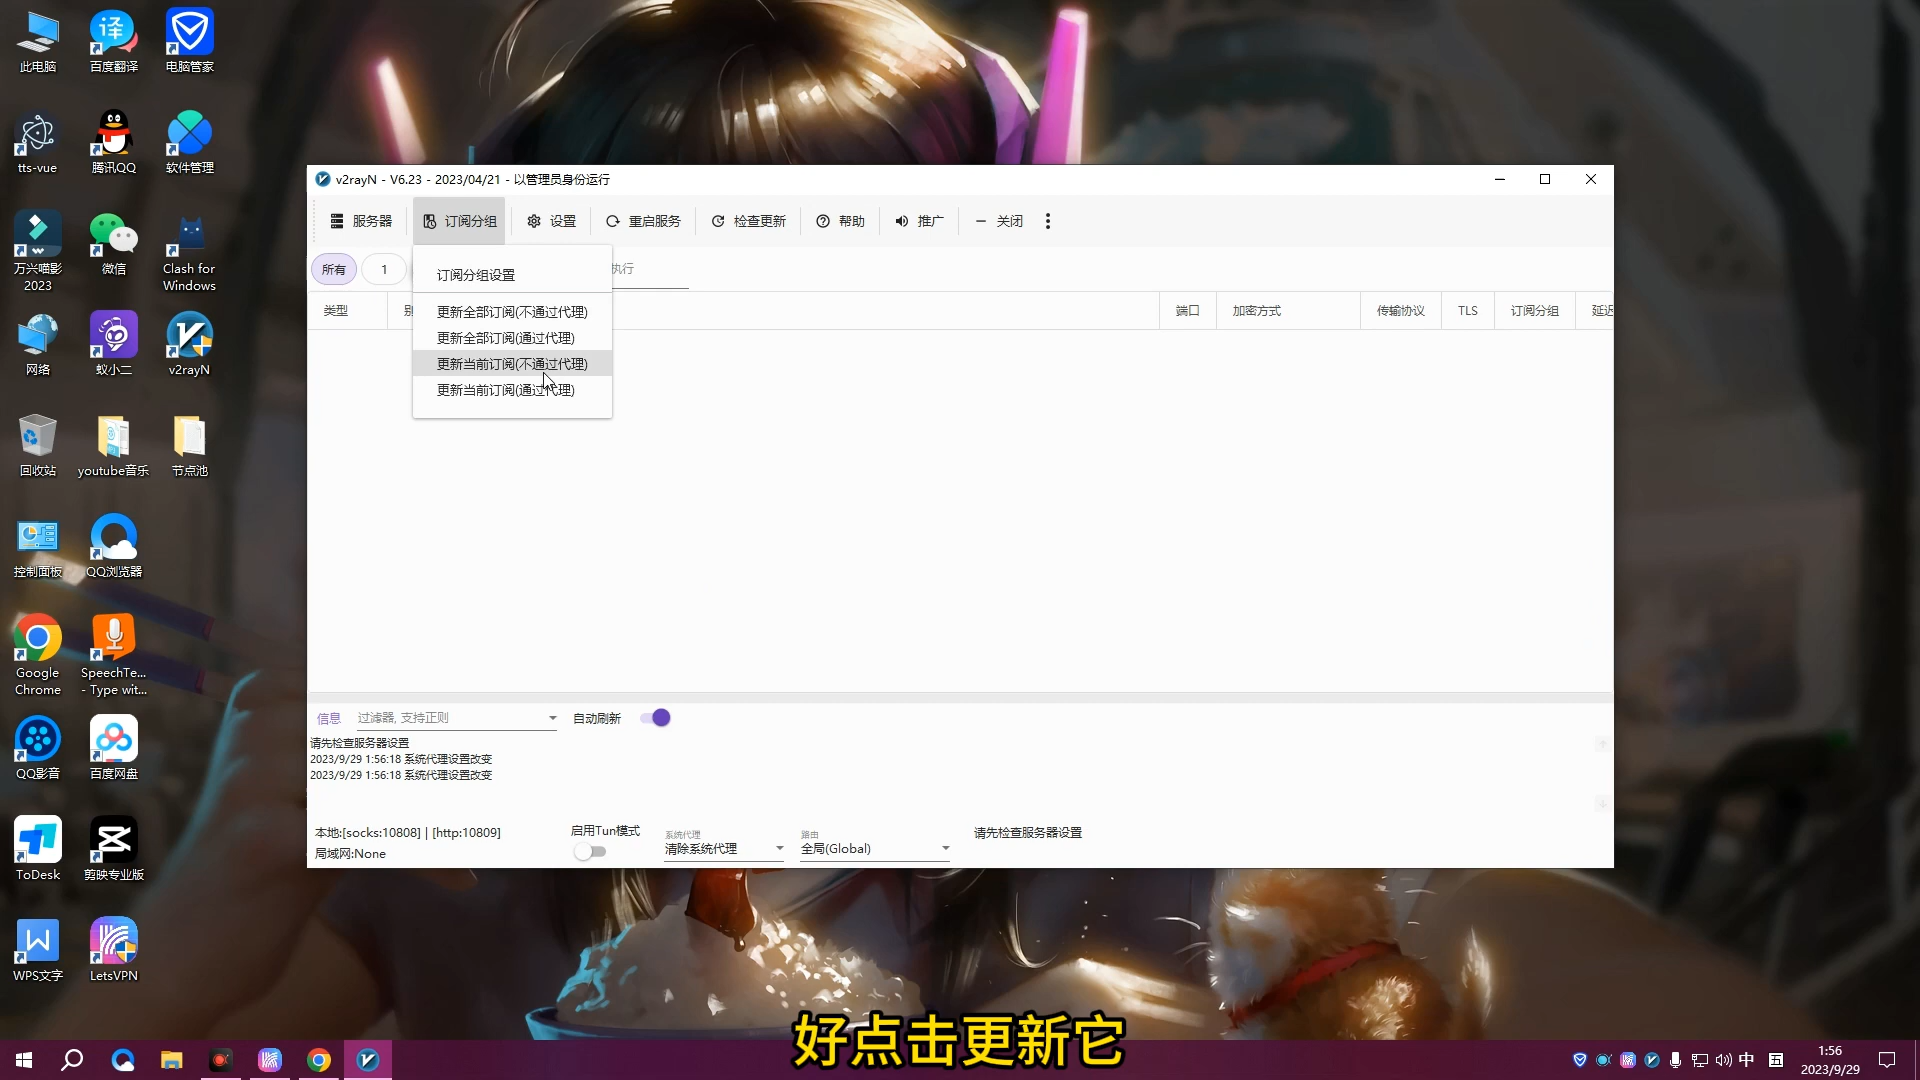 此电脑
百度翻译
电脑管家
tts-vue
腾讯QQ
软件管理
万兴喵影
2023
微信
Clash for
Windows
网络
蚁小二
v2rayN
回收站
youtube音乐
节点池
控制面板
QQ浏览器
Google
Chrome
SpeechTe...
- Type wit...
QQ影音
百度网盘
ToDesk
剪映专业版
WPS文字
LetsVPN
v2rayN - V6.23 - 2023/04/21 - 以管理员身份运行
服务器
订阅分组
设置
重启服务
检查更新
帮助
推广
关闭
所有
1
执行
订阅分组设置
更新全部订阅(不通过代理)
更新全部订阅(通过代理)
更新当前订阅(不通过代理)
更新当前订阅(通过代理)
类型
别
端口
加密方式
传输协议
TLS
订阅分组
延迟
信息
过滤器, 支持正则
自动刷新
请先检查服务器设置
2023/9/29 1:56:18 系统代理设置改变
2023/9/29 1:56:18 系统代理设置改变
本地:[socks:10808] | [http:10809]
局域网:None
启用Tun模式
系统代理
清除系统代理
路由
全局(Global)
请先检查服务器设置
好点击更新它
中
五
1:56
2023/9/29